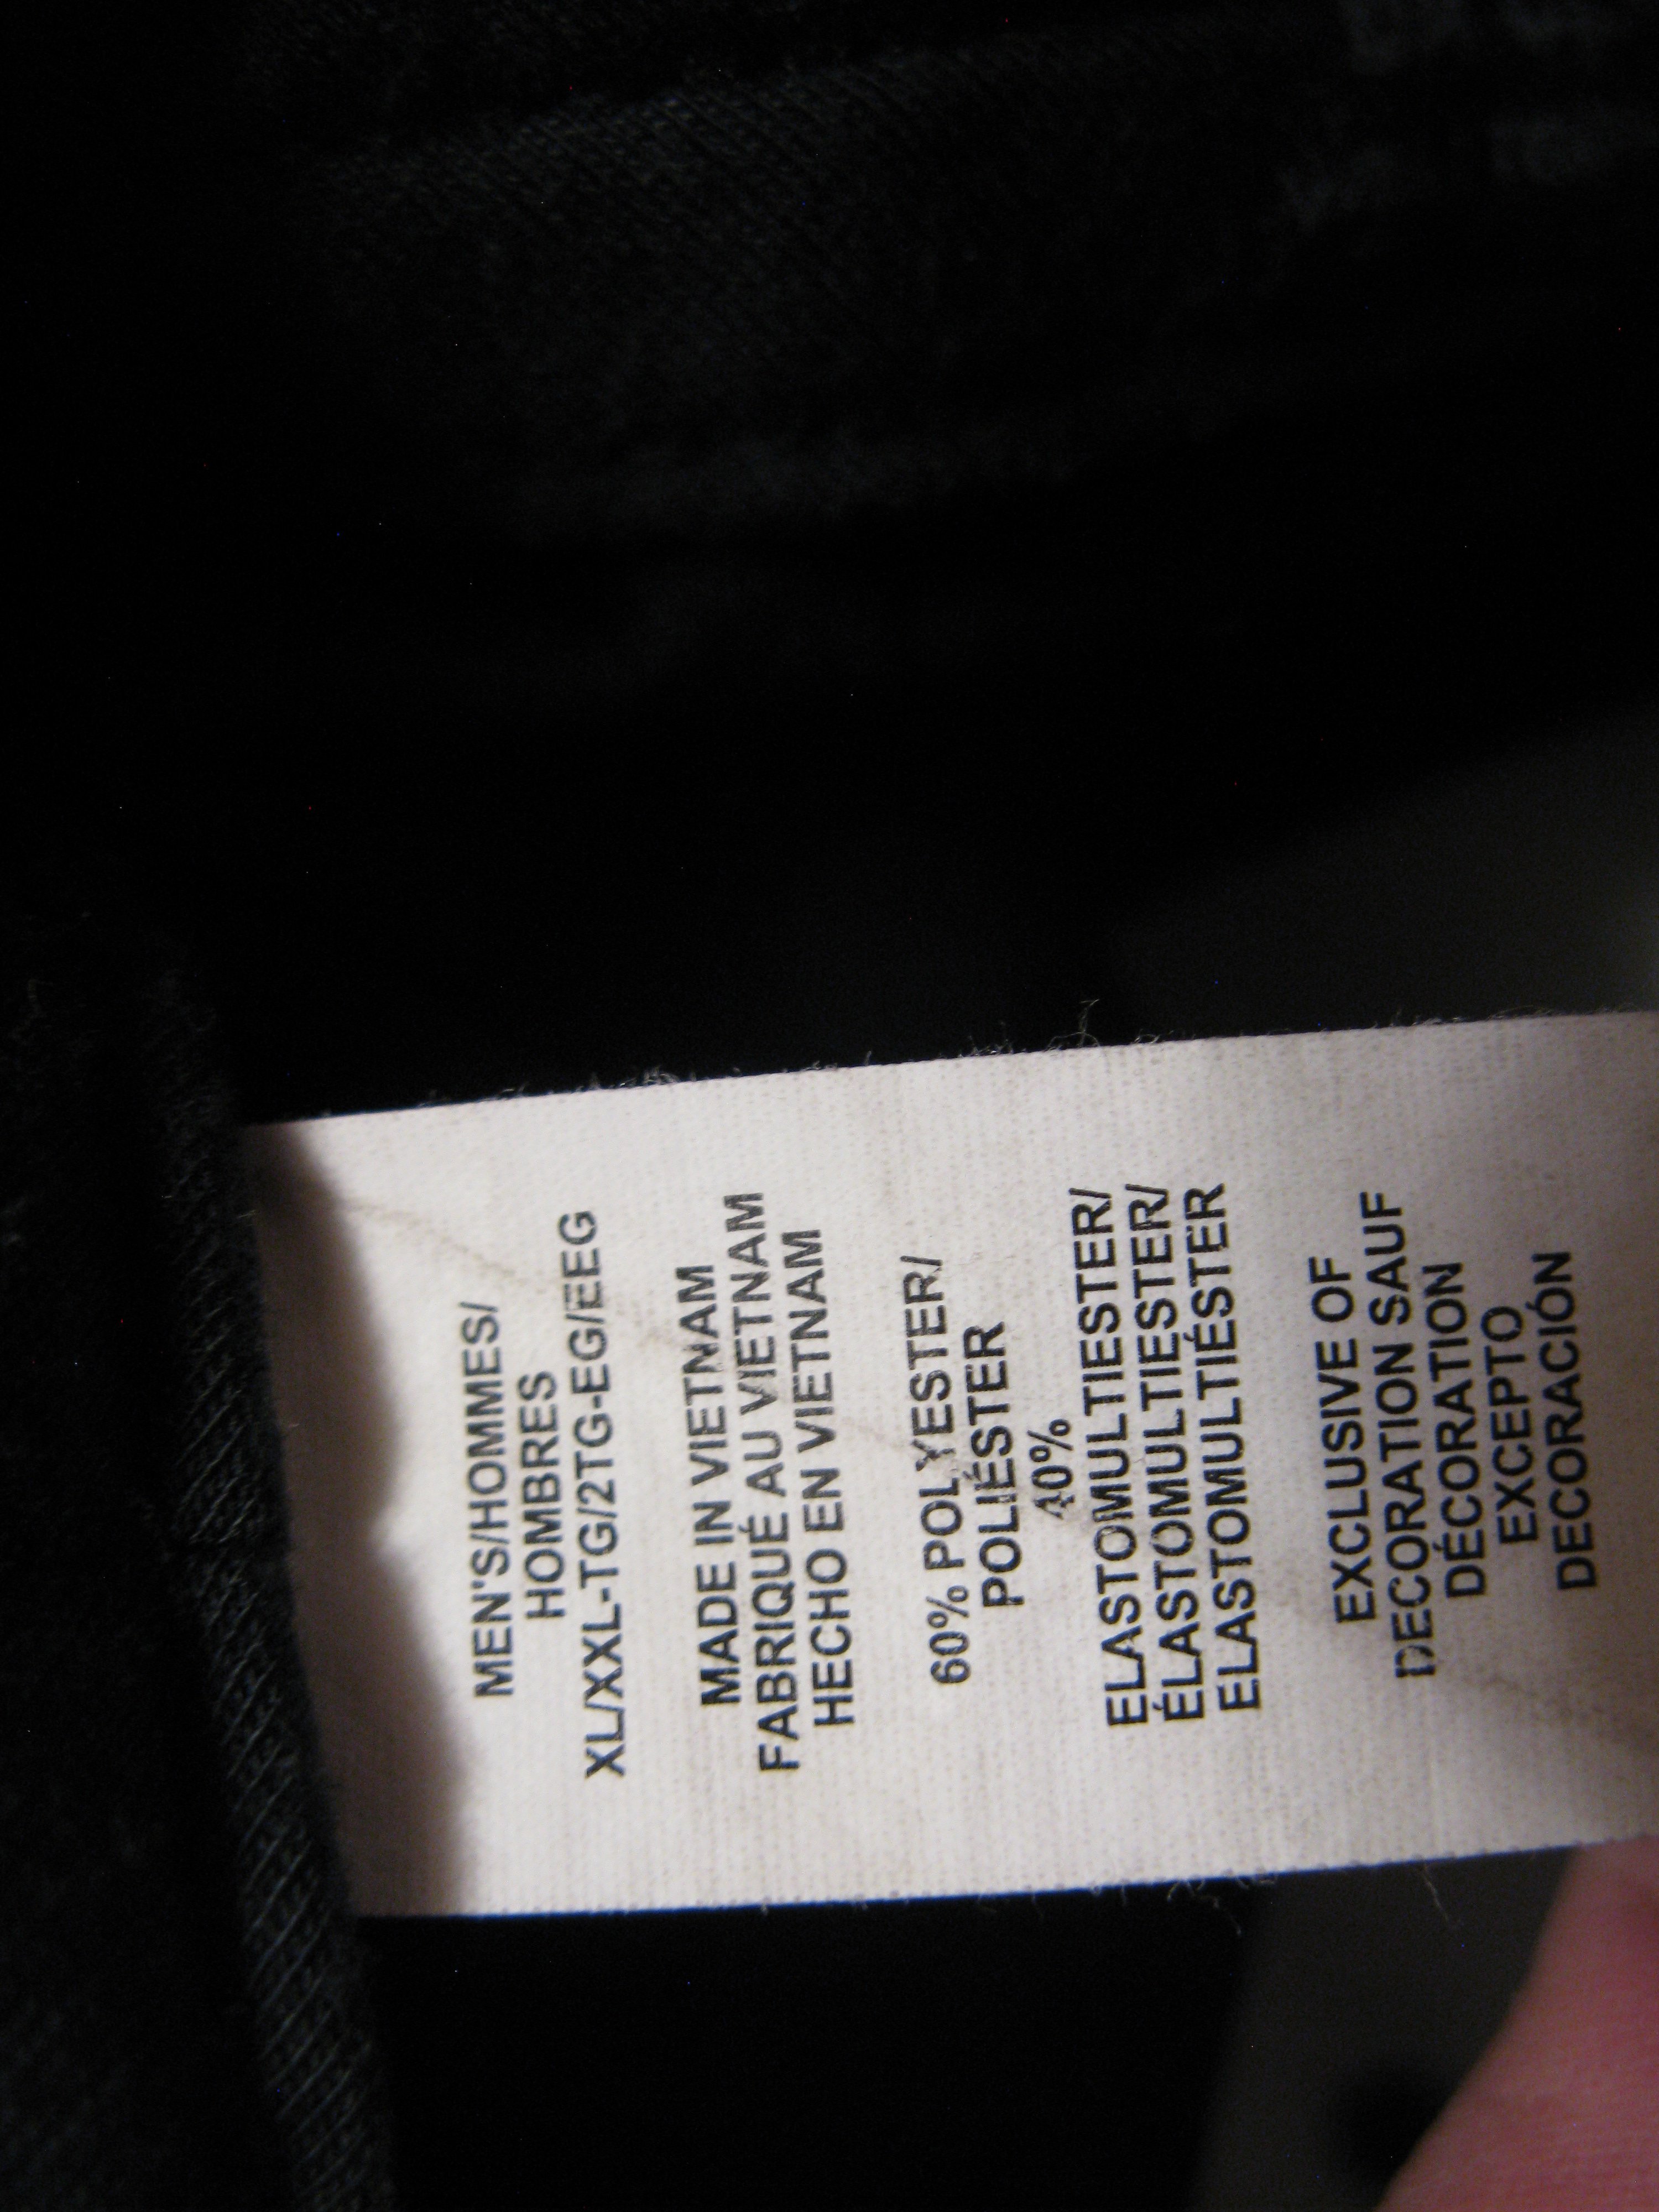 MEN'S/HOMMES/
HOMBRES
XL/XXL-TG/2TG-EG/EEG
MADE IN VIETNAM
FABRIQUÉ AU VIETNAM
HECHO EN VIETNAM
60% POLYESTER/
POLIÉSTER
40%
ELASTOMULTIESTER/
ÉLASTOMULTIESTER/
ELASTOMULTIÉSTER
EXCLUSIVE OF
DECORATION SAUF
DÉCORATION
EXCEPTO
DECORACIÓN